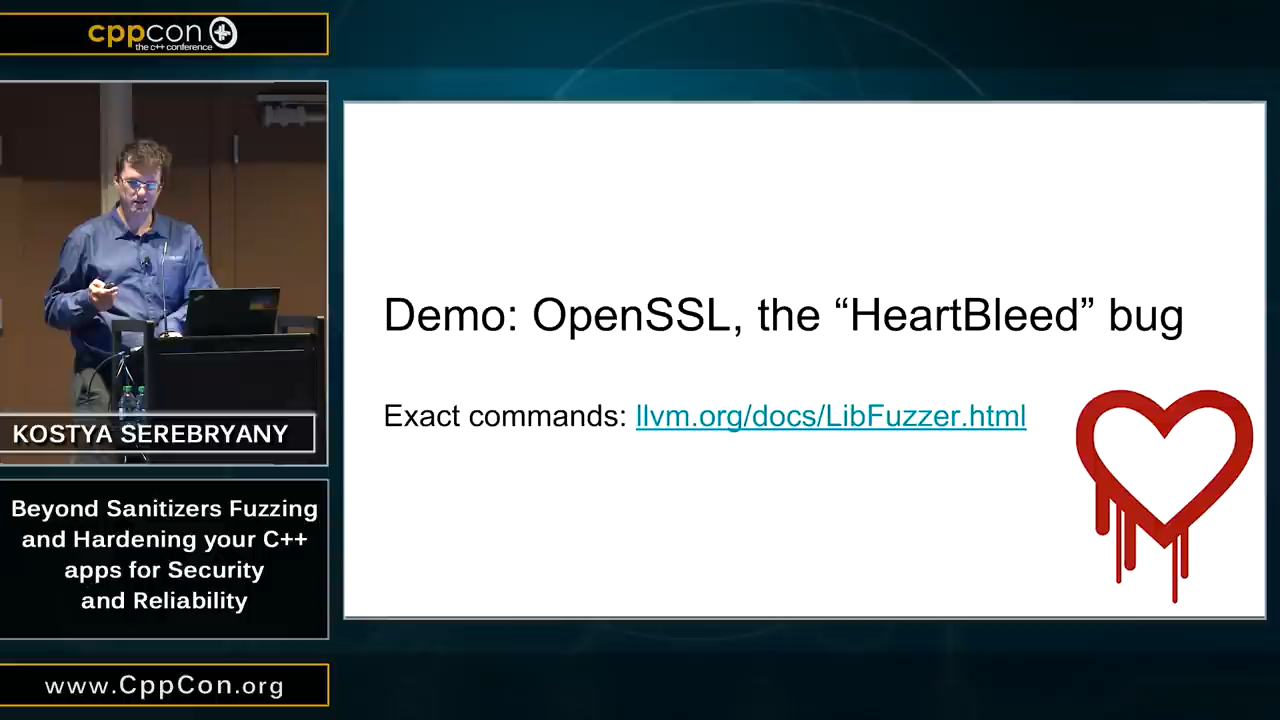 cppcon
the c++ conference
KOSTYA SEREBRYANY
Beyond Sanitizers Fuzzing
and Hardening your C++
apps for Security
and Reliability
www.CppCon.org
Demo: OpenSSL, the “HeartBleed” bug
Exact commands: llvm.org/docs/LibFuzzer.html